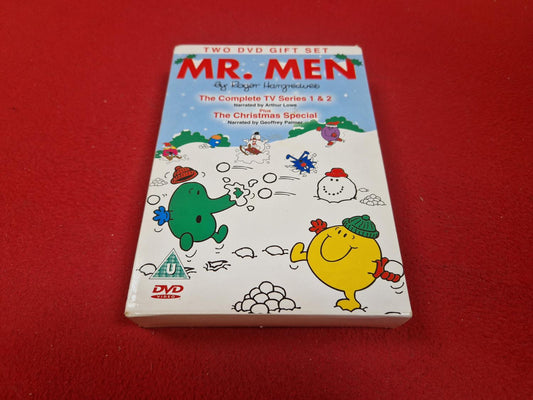 TWO DVD GIFT SET
MR. MEN
By Roger Hargreaves
The Complete TV Series 1 & 2
Narrated by Arthur Lowe
Plus
The Christmas Special
Narrated by Geoffrey Palmer
U
DVD
VIDEO